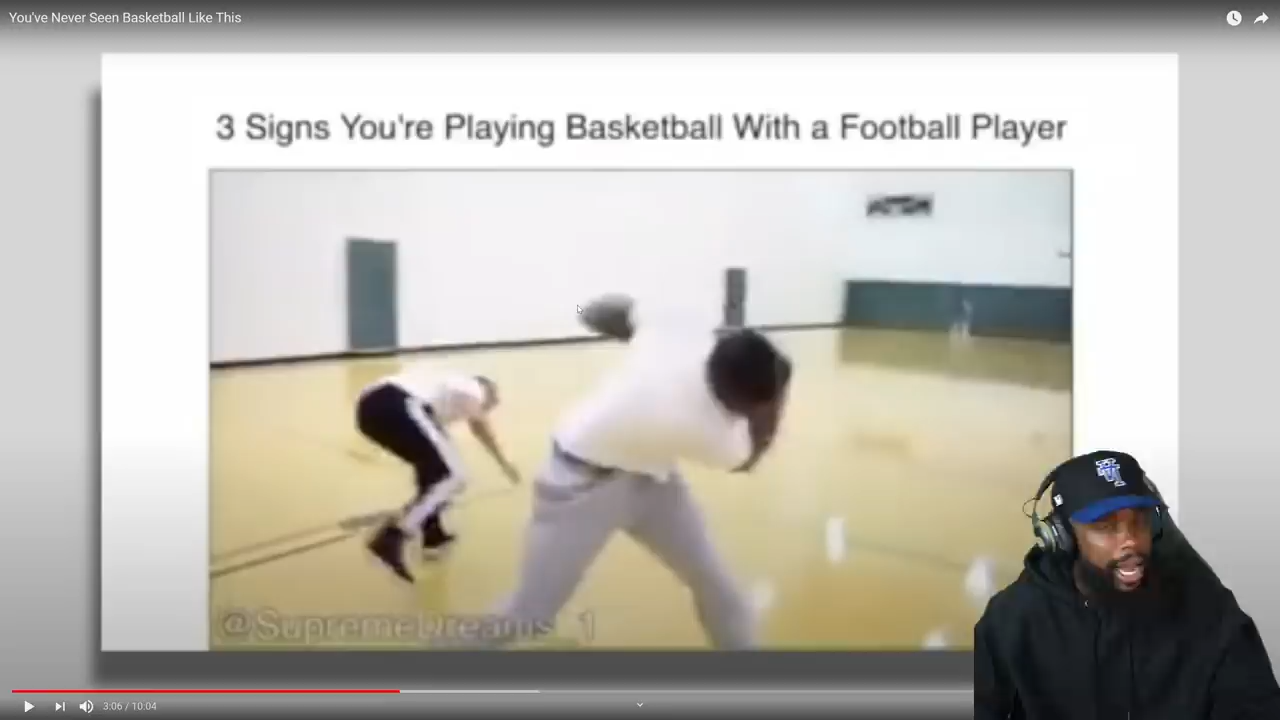 You've Never Seen Basketball Like This
3 Signs You're Playing Basketball With a Football Player
@SupremeDreams_1
3:06 / 10:04